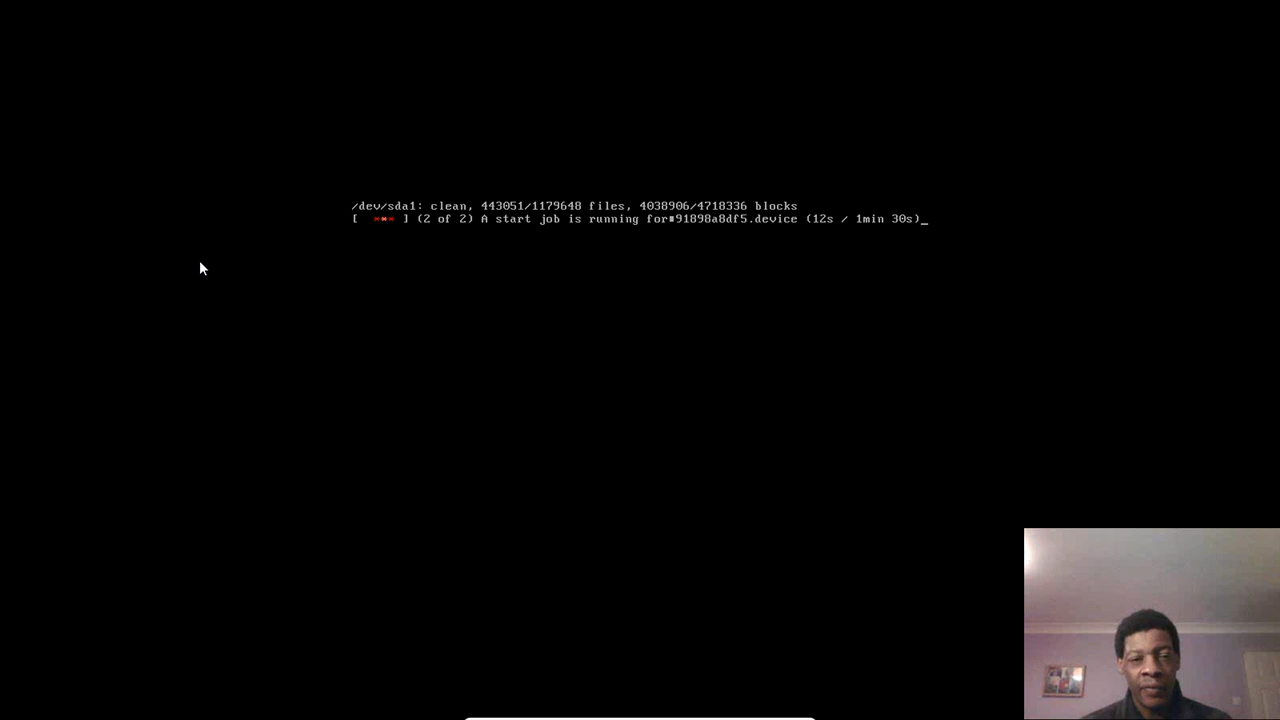 /dev/sda1: clean, 443051/1179648 files, 4038906/4718336 blocks
[ *** ] (2 of 2) A start job is running for■91898a8df5.device (12s / 1min 30s)_